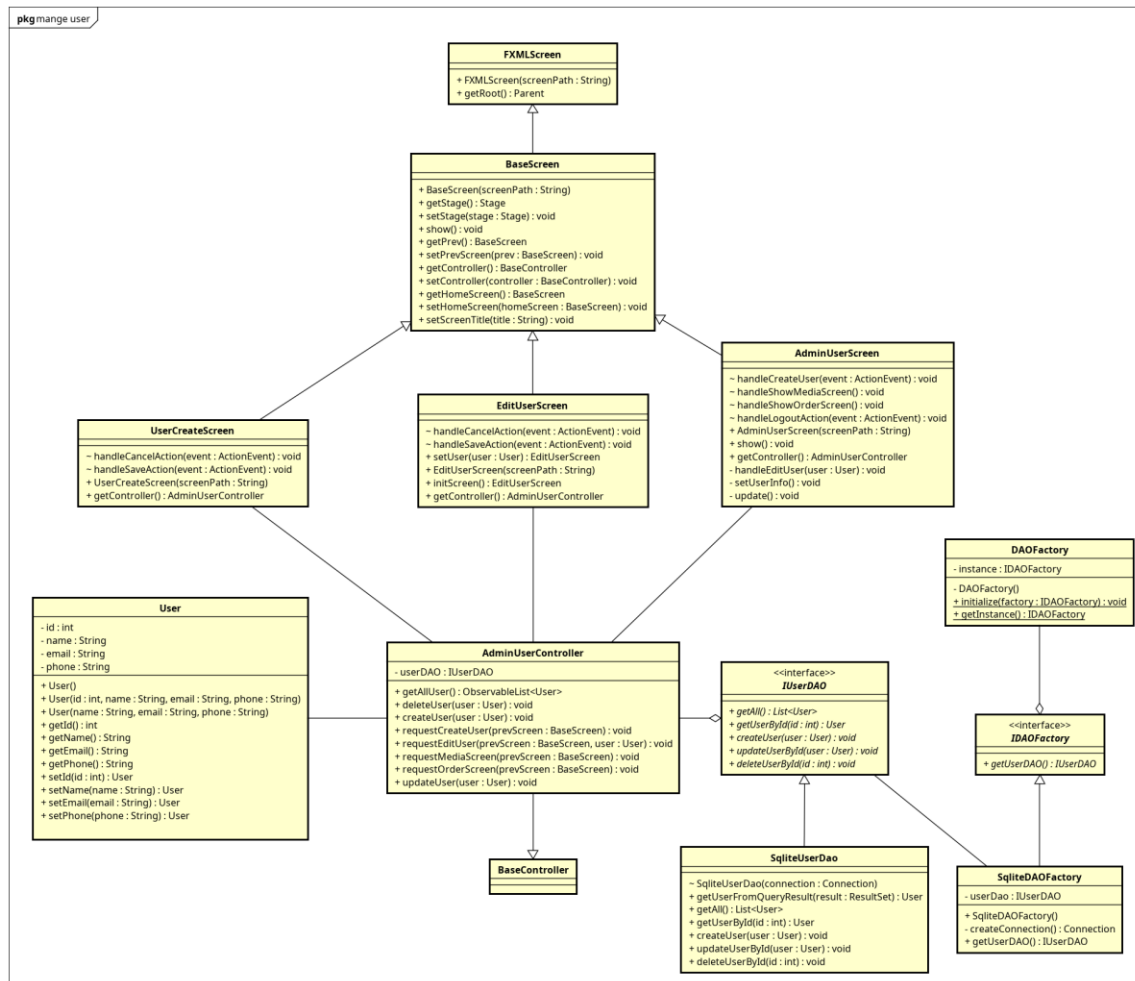 pkg mange user
FXMLScreen
+ FXMLScreen(screenPath : String)
+ getRoot() : Parent
BaseScreen
+ BaseScreen(screenPath : String)
+ getStage() : Stage
+ setStage(stage : Stage) : void
+ show() : void
+ getPrev() : BaseScreen
+ setPrevScreen(prev : BaseScreen) : void
+ getController() : BaseController
+ setController(controller : BaseController) : void
+ getHomeScreen() : BaseScreen
+ setHomeScreen(homeScreen : BaseScreen) : void
+ setScreenTitle(title : String) : void
AdminUserScreen
~ handleCreateUser(event : ActionEvent) : void
~ handleShowMediaScreen() : void
~ handleShowOrderScreen() : void
~ handleLogoutAction(event : ActionEvent) : void
+ AdminUserScreen(screenPath : String)
+ show() : void
+ getController() : AdminUserController
- handleEditUser(user : User) : void
- setUserInfo() : void
- update() : void
EditUserScreen
~ handleCancelAction(event : ActionEvent) : void
~ handleSaveAction(event : ActionEvent) : void
+ setUser(user : User) : EditUserScreen
+ EditUserScreen(screenPath : String)
+ initScreen() : EditUserScreen
+ getController() : AdminUserController
UserCreateScreen
~ handleCancelAction(event : ActionEvent) : void
~ handleSaveAction(event : ActionEvent) : void
+ UserCreateScreen(screenPath : String)
+ getController() : AdminUserController
DAOFactory
- instance : IDAOFactory
- DAOFactory()
+ initialize(factory : IDAOFactory) : void
+ getInstance() : IDAOFactory
User
- id : int
- name : String
- email : String
- phone : String
+ User()
+ User(id : int, name : String, email : String, phone : String)
+ User(name : String, email : String, phone : String)
+ getId() : int
+ getName() : String
+ getEmail() : String
+ getPhone() : String
+ setId(id : int) : User
+ setName(name : String) : User
+ setEmail(email : String) : User
+ setPhone(phone : String) : User
AdminUserController
- userDAO : IUserDAO
+ getAllUser() : ObservableList<User>
+ deleteUser(user : User) : void
+ createUser(user : User) : void
+ requestCreateUser(prevScreen : BaseScreen) : void
+ requestEditUser(prevScreen : BaseScreen, user : User) : void
+ requestMediaScreen(prevScreen : BaseScreen) : void
+ requestOrderScreen(prevScreen : BaseScreen) : void
+ updateUser(user : User) : void
<<interface>>
IUserDAO
+ getAll() : List<User>
+ getUserById(id : int) : User
+ createUser(user : User) : void
+ updateUserById(user : User) : void
+ deleteUserById(id : int) : void
<<interface>>
IDAOFactory
+ getUserDAO() : IUserDAO
BaseController
SqliteUserDao
~ SqliteUserDao(connection : Connection)
+ getUserFromQueryResult(result : ResultSet) : User
+ getAll() : List<User>
+ getUserById(id : int) : User
+ createUser(user : User) : void
+ updateUserById(user : User) : void
+ deleteUserById(id : int) : void
SqliteDAOFactory
- userDao : IUserDAO
+ SqliteDAOFactory()
- createConnection() : Connection
+ getUserDAO() : IUserDAO